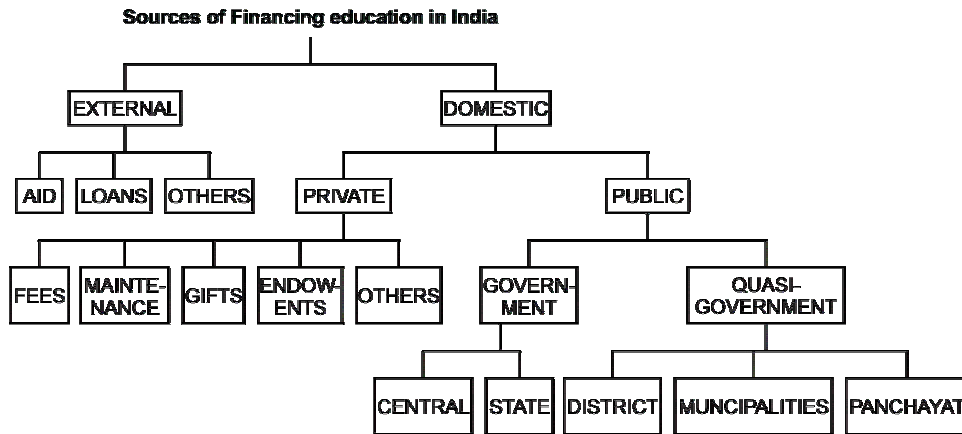 Sources of Financing education in India
EXTERNAL
DOMESTIC
AID
LOANS
OTHERS
PRIVATE
PUBLIC
FEES
MAINTE-
NANCE
GIFTS
ENDOW-
ENTS
OTHERS
GOVERN-
MENT
QUASI-
GOVERNMENT
CENTRAL
STATE
DISTRICT
MUNCIPALITIES
PANCHAYAT